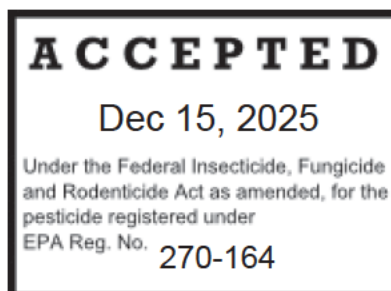 ACCEPTED
Dec 15, 2025
Under the Federal Insecticide, Fungicide
and Rodenticide Act as amended, for the
pesticide registered under
EPA Reg. No. 270-164